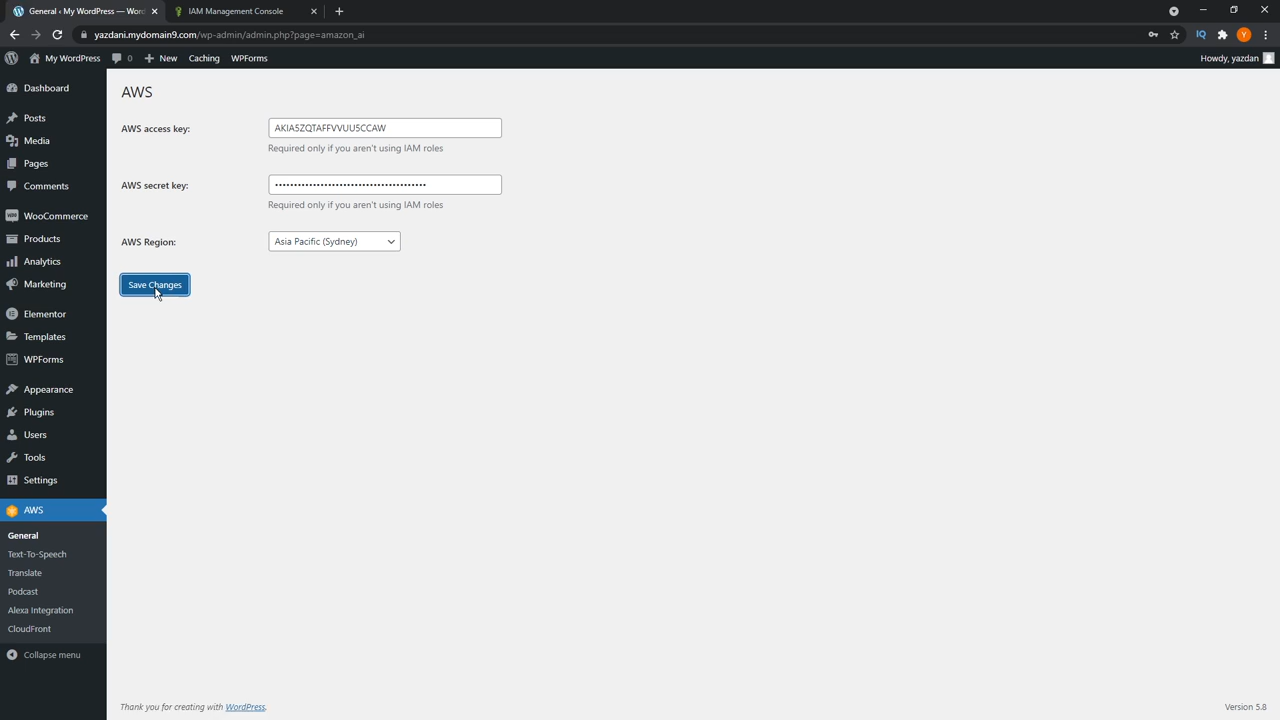 General ‹ My WordPress — WordPr
IAM Management Console
yazdani.mydomain9.com/wp-admin/admin.php?page=amazon_ai
IQ
Y
My WordPress
0
New
Caching
WPForms
Howdy, yazdan
Dashboard
Posts
Media
Pages
Comments
WooCommerce
Products
Analytics
Marketing
Elementor
Templates
WPForms
Appearance
Plugins
Users
Tools
Settings
AWS
General
Text-To-Speech
Translate
Podcast
Alexa Integration
CloudFront
Collapse menu
AWS
AWS access key:
AKIA5ZQTAFFVVUU5CCAW
Required only if you aren't using IAM roles
AWS secret key:
••••••••••••••••••••••••••••••••••••••••
Required only if you aren't using IAM roles
AWS Region:
Asia Pacific (Sydney)
Save Changes
Thank you for creating with WordPress.
Version 5.8